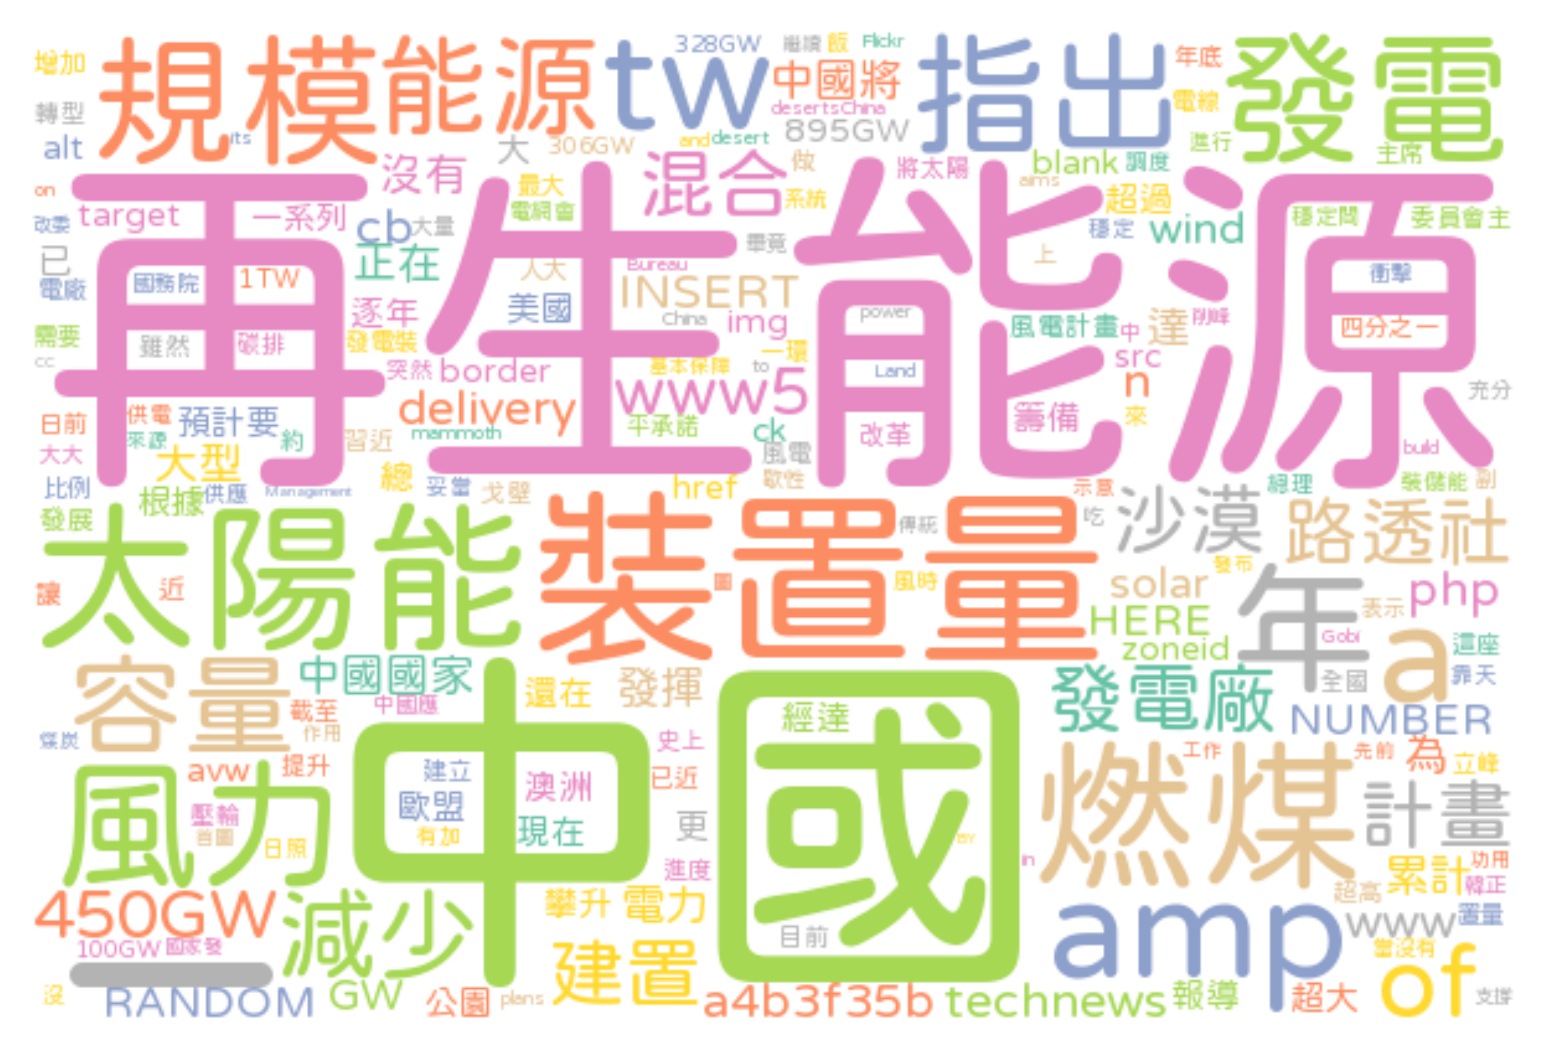 增加
規模
能源
tw
328GW
繼續
飯
Flickr
中國將
desertsChina
指出
年底
電線
發電
轉型
alt
its
大
306GW
and
desert
895GW
進行
主席
on
沒有
最大
混合
做
系統
將太陽
blank
調度
aims
超過
改委
target
一系列
cb
大量
電網會
穩定
wind
穩定問
委員會主
再生能源
已
電廠
國務院
1TW
正在
人大
Bureau
畢竟
上
衝擊
INSERT
逐年
美國
China
img
power
風電計畫
中
達
削峰
四分之一
需要
雖然
碳排
發電裝
cc
突然
border
基本保障
一環
to
Land
src
n
充分
www5
日前
供電
預計要
delivery
籌備
來
來源
約
習近
mammoth
平承諾
ck
改革
大大
大型
風電
build
比例
根據
供應
Management
總
妥當
戈壁
href
歇性
示意
總理
裝儲能
副
發展
太陽能
裝置量
傳統
吃
沙漠
路透社
讓
近
圖
風時
發布
solar
年
表示
php
HERE
zoneid
Gobi
a
這座
容量
中國國家
還在
發揮
經達
發電廠
全國
靠天
截至
中國應
作用
NUMBER
煤炭
中國
史上
工作
先前
為
立峰
風力
avw
提升
建立
澳洲
已近
燃煤
計畫
壓輪
歐盟
首圖
日照
有加
現在
更
BY
in
進度
累計
功用
韓正
450GW
減少
攀升
電力
超高
amp
www
置量
100GW
國家發
目前
當沒有
建置
of
沒
RANDOM
GW
公園
plans
a4b3f35b
technews
報導
超大
支撐